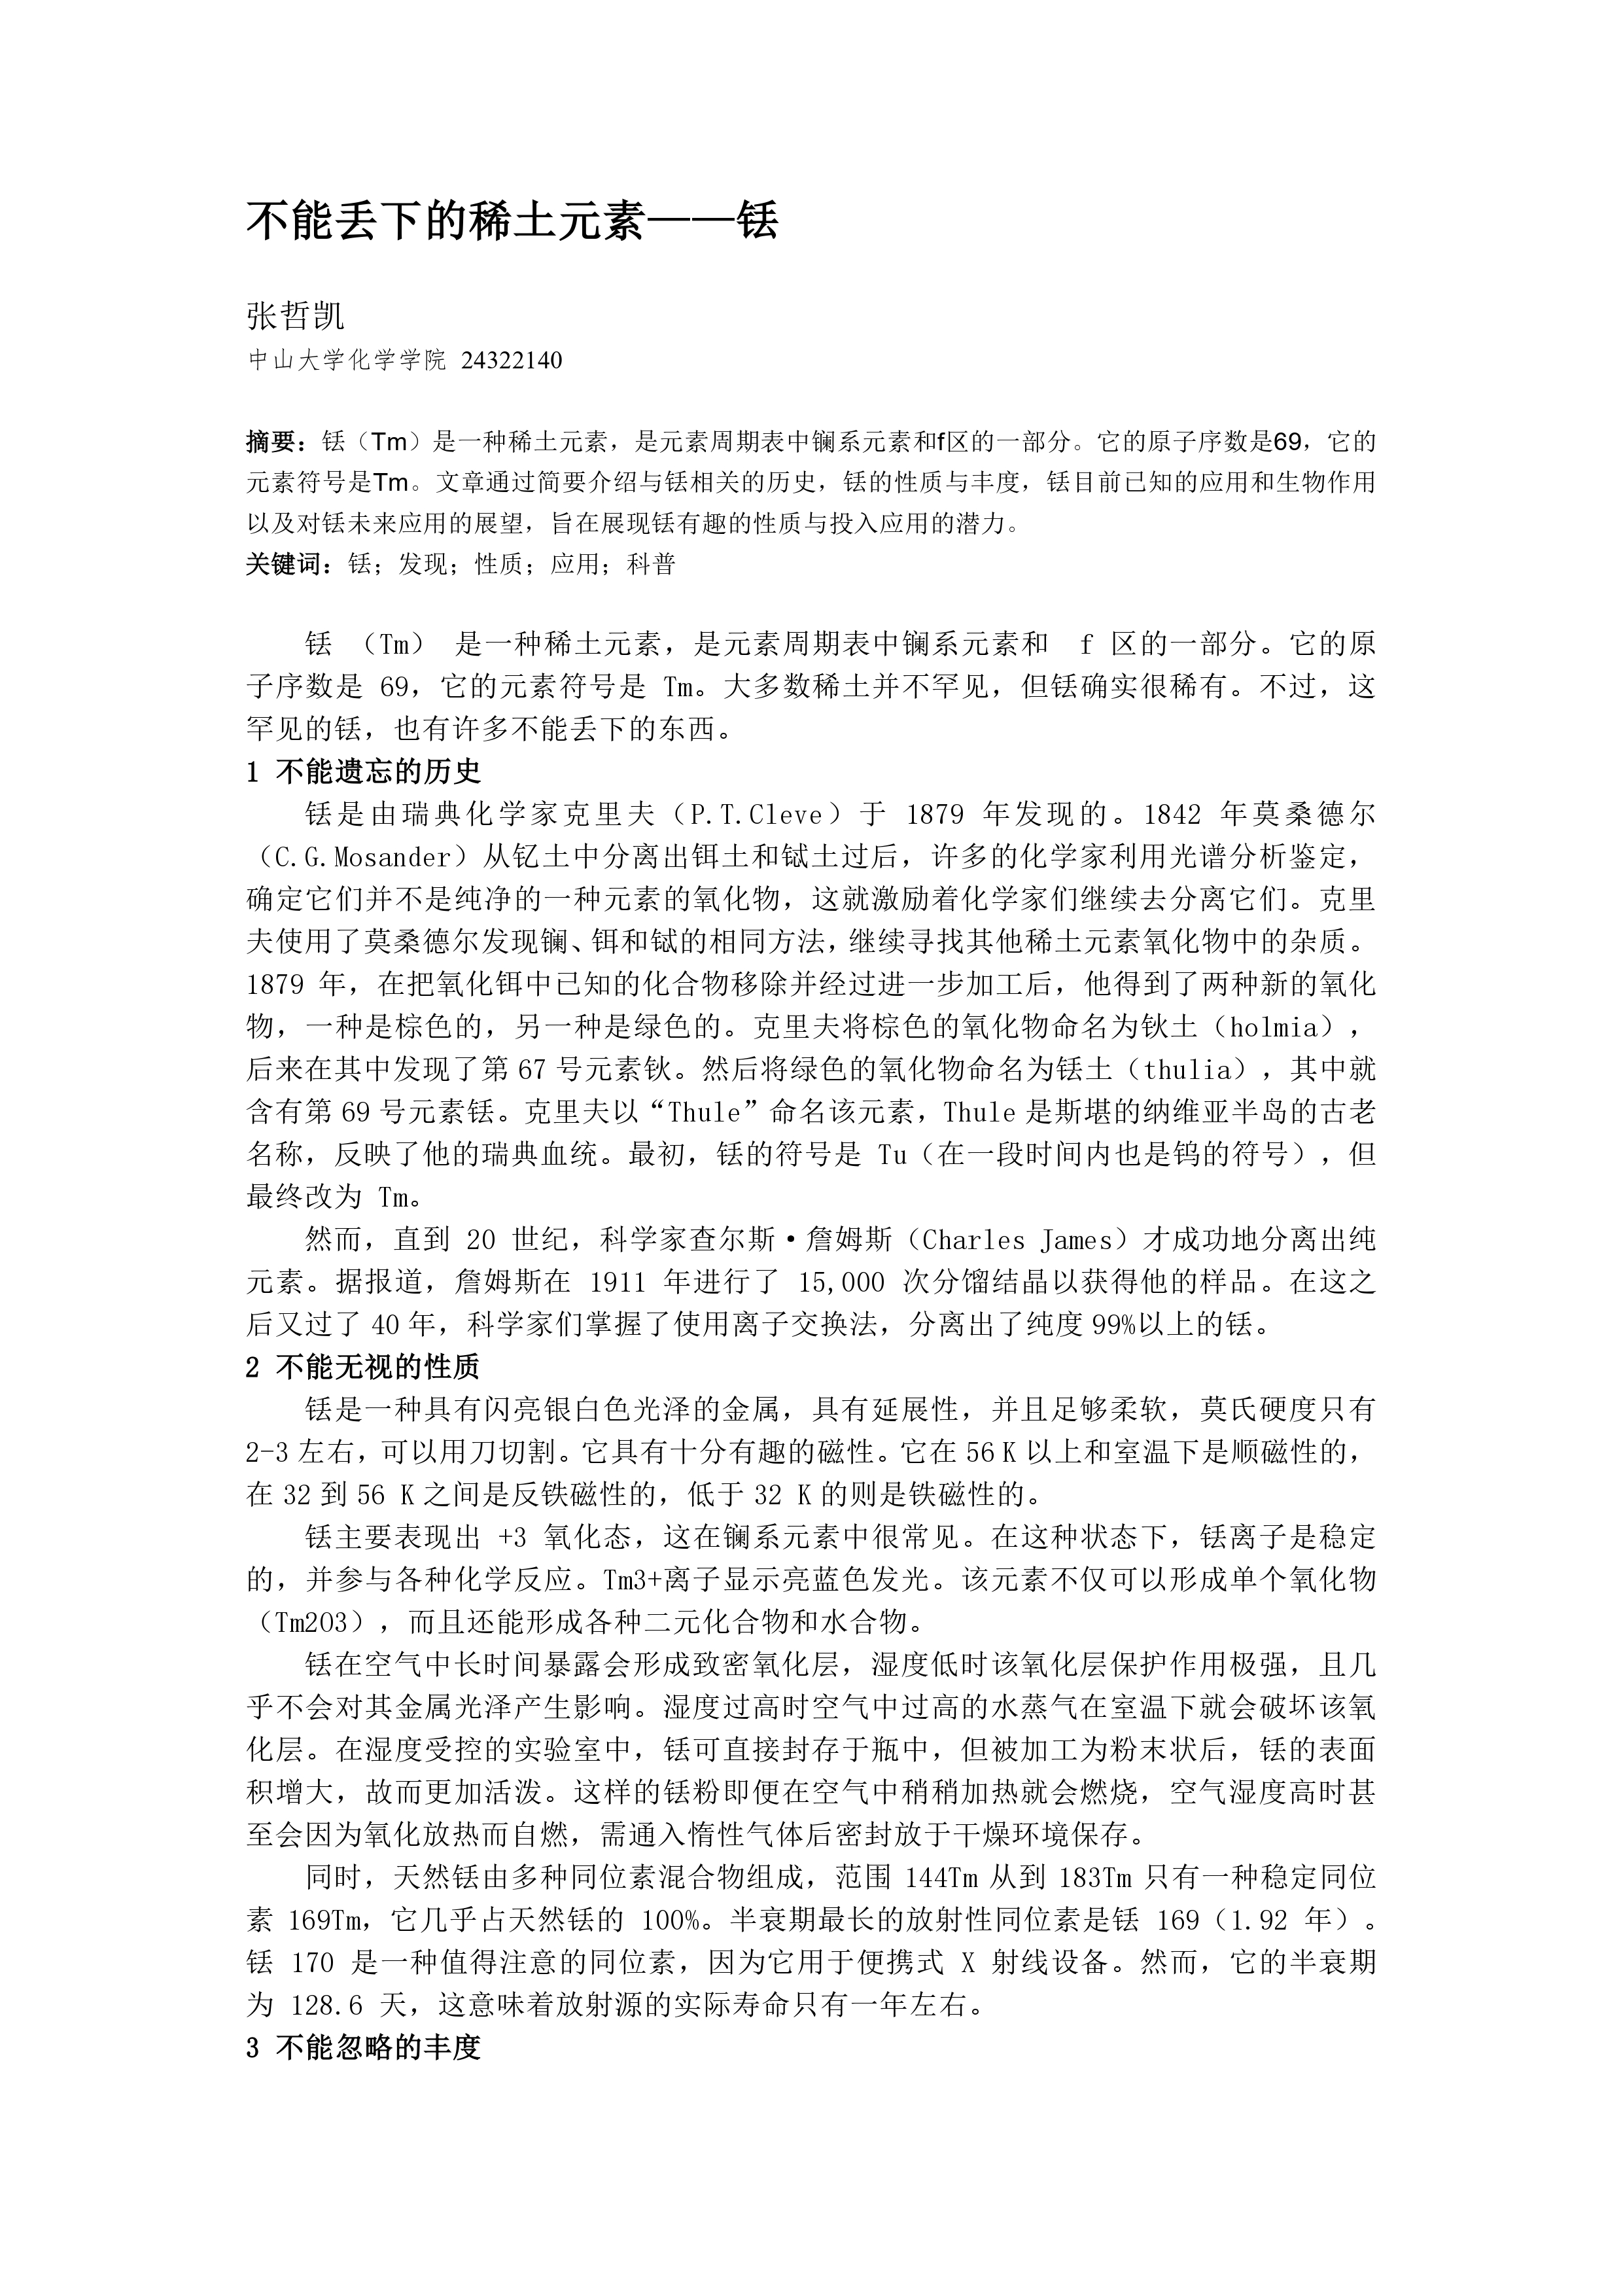 不能丢下的稀土元素——铥
张哲凯
中山大学化学学院 24322140
摘要：铥（Tm）是一种稀土元素，是元素周期表中镧系元素和f区的一部分。它的原子序数是69，它的
元素符号是Tm。文章通过简要介绍与铥相关的历史，铥的性质与丰度，铥目前已知的应用和生物作用
以及对铥未来应用的展望，旨在展现铥有趣的性质与投入应用的潜力。
关键词：铥；发现；性质；应用；科普
铥 （Tm） 是一种稀土元素，是元素周期表中镧系元素和 f 区的一部分。它的原
子序数是 69，它的元素符号是 Tm。大多数稀土并不罕见，但铥确实很稀有。不过，这
罕见的铥，也有许多不能丢下的东西。
1 不能遗忘的历史
铥是由瑞典化学家克里夫（P.T.Cleve）于 1879 年发现的。1842 年莫桑德尔
（C.G.Mosander）从钇土中分离出铒土和铽土过后，许多的化学家利用光谱分析鉴定，
确定它们并不是纯净的一种元素的氧化物，这就激励着化学家们继续去分离它们。克里
夫使用了莫桑德尔发现镧、铒和铽的相同方法，继续寻找其他稀土元素氧化物中的杂质。
1879 年，在把氧化铒中已知的化合物移除并经过进一步加工后，他得到了两种新的氧化
物，一种是棕色的，另一种是绿色的。克里夫将棕色的氧化物命名为钬土（holmia），
后来在其中发现了第 67 号元素钬。然后将绿色的氧化物命名为铥土（thulia），其中就
含有第 69 号元素铥。克里夫以“Thule”命名该元素，Thule 是斯堪的纳维亚半岛的古老
名称，反映了他的瑞典血统。最初，铥的符号是 Tu（在一段时间内也是钨的符号），但
最终改为 Tm。
然而，直到 20 世纪，科学家查尔斯·詹姆斯（Charles James）才成功地分离出纯
元素。据报道，詹姆斯在 1911 年进行了 15,000 次分馏结晶以获得他的样品。在这之
后又过了 40 年，科学家们掌握了使用离子交换法，分离出了纯度 99%以上的铥。
2 不能无视的性质
铥是一种具有闪亮银白色光泽的金属，具有延展性，并且足够柔软，莫氏硬度只有
2-3 左右，可以用刀切割。它具有十分有趣的磁性。它在 56 K 以上和室温下是顺磁性的，
在 32 到 56 K 之间是反铁磁性的，低于 32 K 的则是铁磁性的。
铥主要表现出 +3 氧化态，这在镧系元素中很常见。在这种状态下，铥离子是稳定
的，并参与各种化学反应。Tm3+离子显示亮蓝色发光。该元素不仅可以形成单个氧化物
（Tm2O3），而且还能形成各种二元化合物和水合物。
铥在空气中长时间暴露会形成致密氧化层，湿度低时该氧化层保护作用极强，且几
乎不会对其金属光泽产生影响。湿度过高时空气中过高的水蒸气在室温下就会破坏该氧
化层。在湿度受控的实验室中，铥可直接封存于瓶中，但被加工为粉末状后，铥的表面
积增大，故而更加活泼。这样的铥粉即便在空气中稍稍加热就会燃烧，空气湿度高时甚
至会因为氧化放热而自燃，需通入惰性气体后密封放于干燥环境保存。
同时，天然铥由多种同位素混合物组成，范围 144Tm 从到 183Tm 只有一种稳定同位
素 169Tm，它几乎占天然铥的 100%。半衰期最长的放射性同位素是铥 169（1.92 年）。
铥 170 是一种值得注意的同位素，因为它用于便携式 X 射线设备。然而，它的半衰期
为 128.6 天，这意味着放射源的实际寿命只有一年左右。
3 不能忽略的丰度